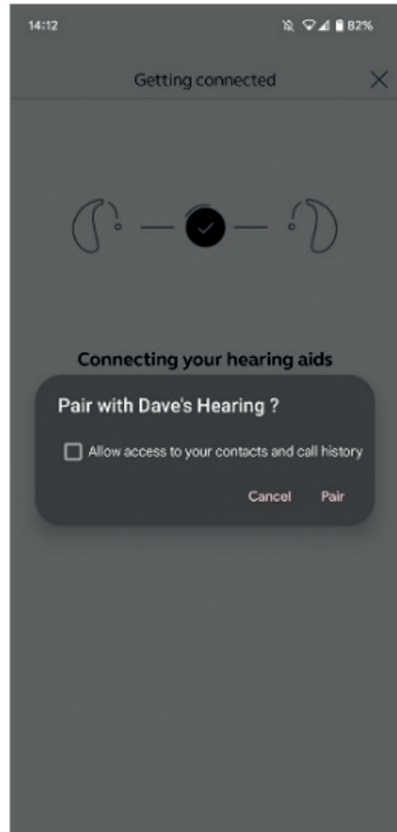 14:12
82%
Getting connected
Connecting your hearing aids
Pair with Dave's Hearing ?
Allow access to your contacts and call history
Cancel Pair